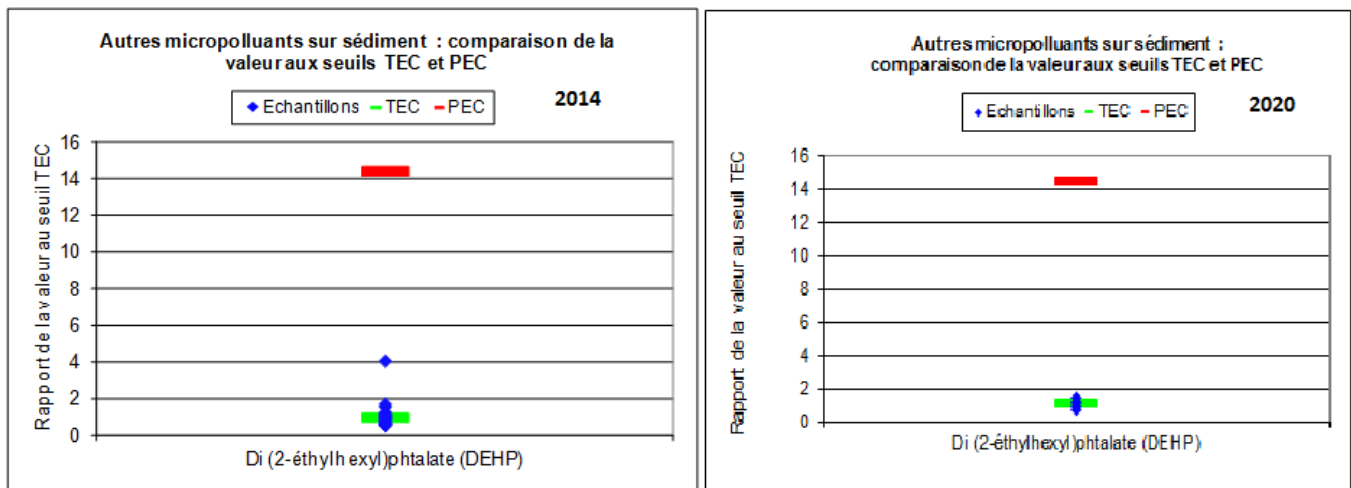 Autres micropolluants sur sédiment : comparaison de la
valeur aux seuils TEC et PEC
2014
Echantillons TEC PEC
Rapport de la valeur au seuil TEC
16
14
12
10
8
6
4
2
0
Di (2-éthylhexyl)phtalate (DEHP)
Autres micropolluants sur sédiment :
comparaison de la valeur aux seuils TEC et PEC
2020
Echantillons TEC PEC
Rapport de la valeur au seuil TEC
16
14
12
10
8
6
4
2
0
Di (2-éthylhexyl)phtalate (DEHP)